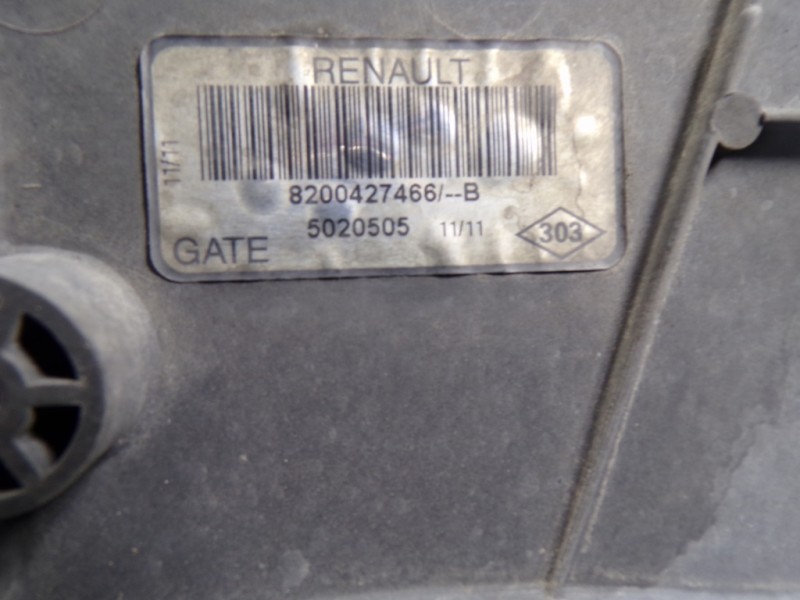 RENAULT
11/11
8200427466/--B
5020505 11/11
303
GATE